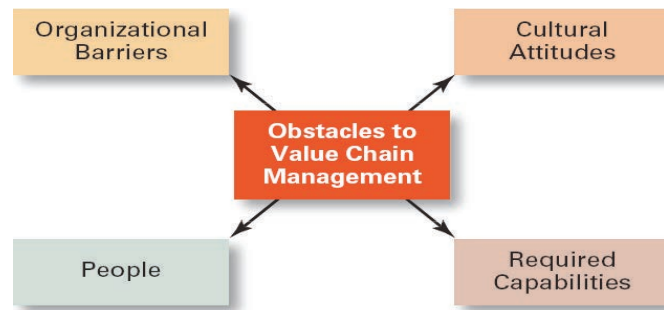 Organizational
Barriers
Cultural
Attitudes
Obstacles to
Value Chain
Management
People
Required
Capabilities